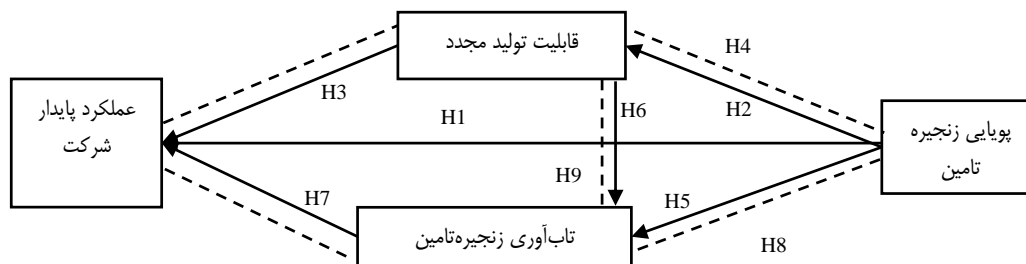 قابلیت تولید مجدد
H4
عملکرد پایدار
شرکت
H3
H1
H6
H2
پویایی زنجیره
تامین
H9
H7
H5
تاب‌آوری زنجیره‌تامین
H8